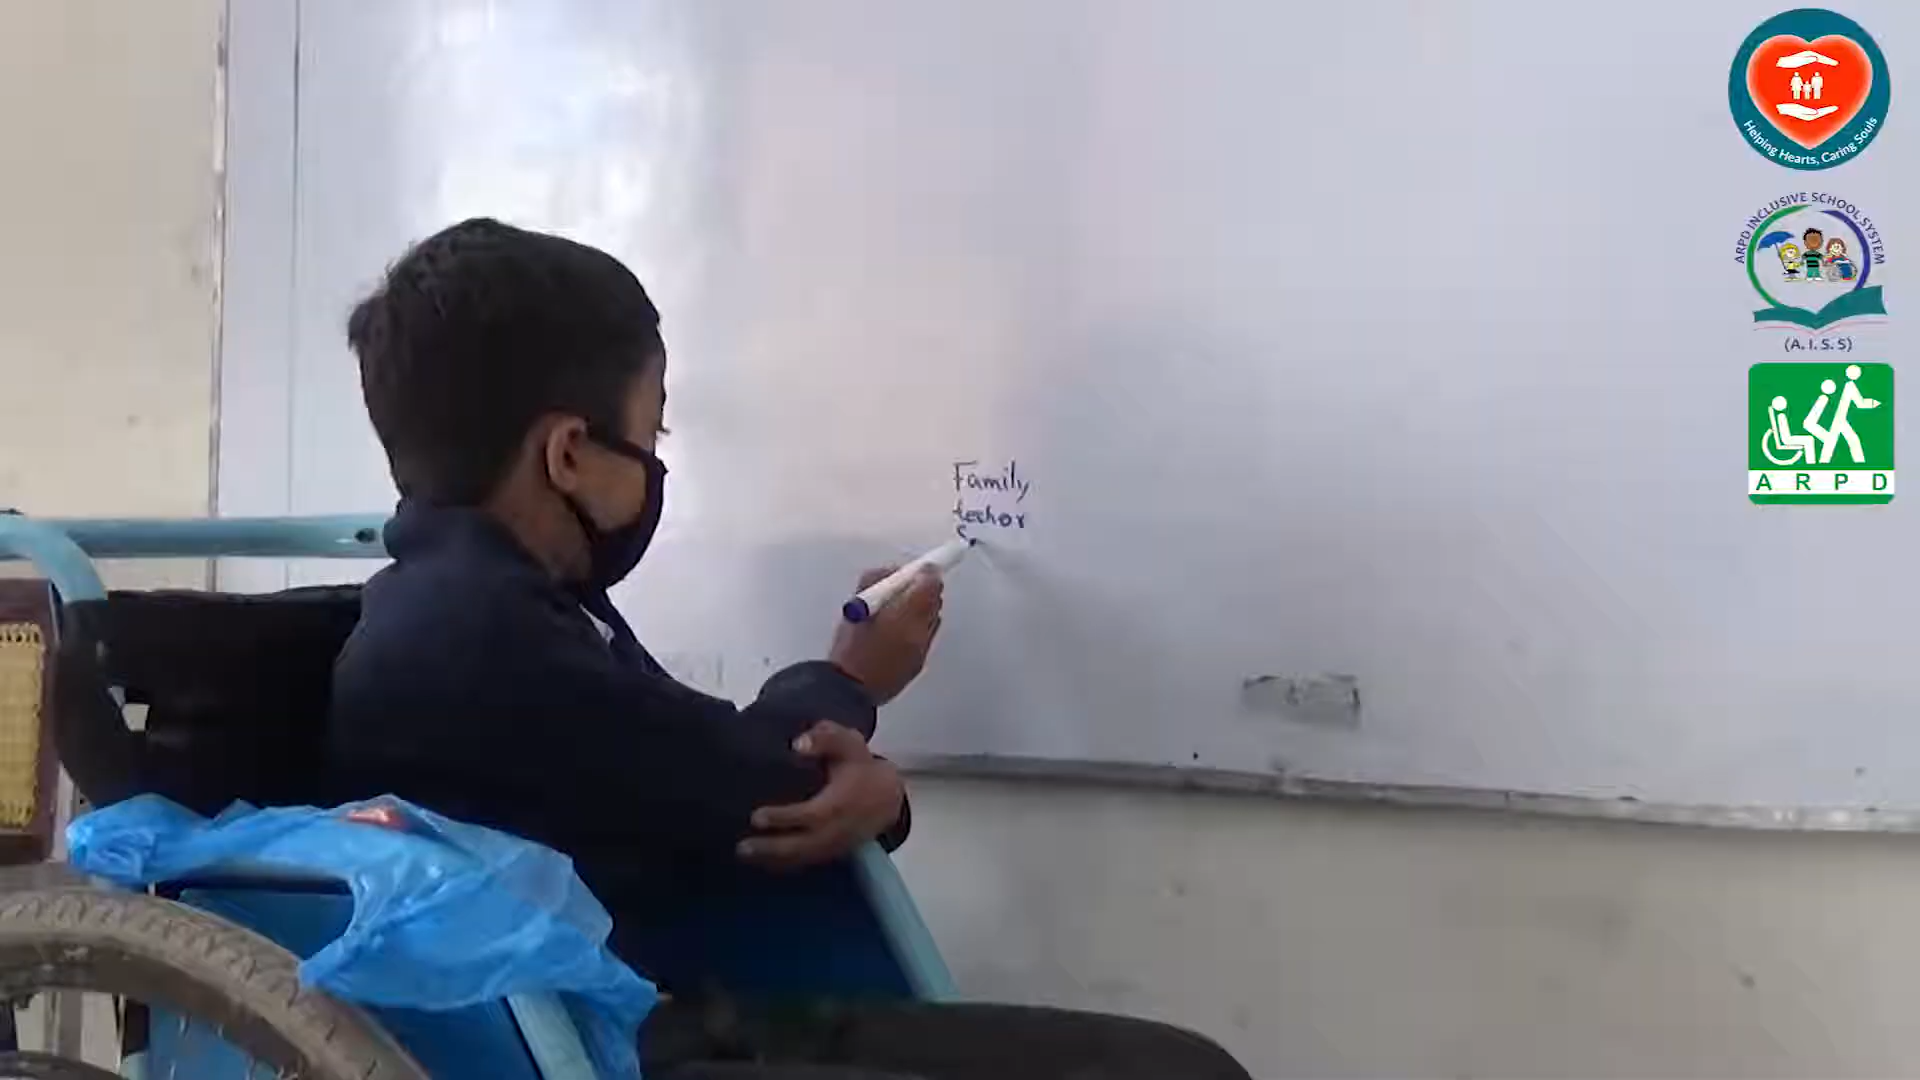 Helping Hearts, Caring Souls
ARPD INCLUSIVE SCHOOL SYSTEM
(A.I.S.S)
ARPD
Family
techor
S